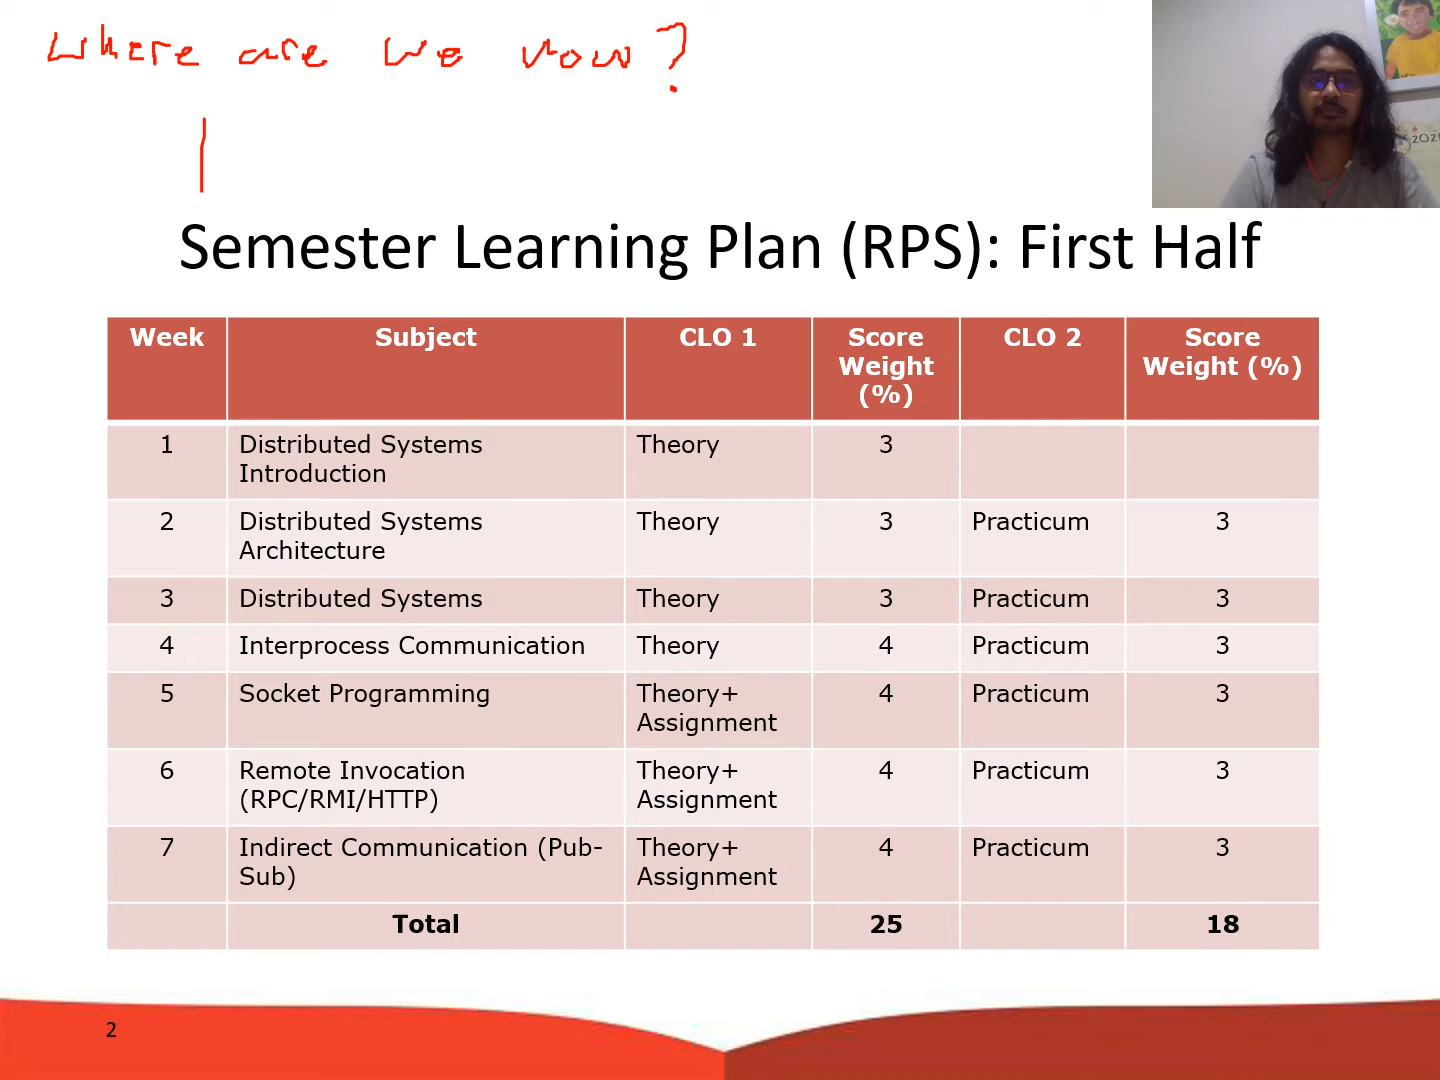 where are we now?
2021
Semester Learning Plan (RPS): First Half
Week Subject CLO 1 Score Weight (%) CLO 2 Score Weight (%)
1 Distributed Systems Introduction Theory 3
2 Distributed Systems Architecture Theory 3 Practicum 3
3 Distributed Systems Theory 3 Practicum 3
4 Interprocess Communication Theory 4 Practicum 3
5 Socket Programming Theory+ Assignment 4 Practicum 3
6 Remote Invocation (RPC/RMI/HTTP) Theory+ Assignment 4 Practicum 3
7 Indirect Communication (Pub-Sub) Theory+ Assignment 4 Practicum 3
Total 25 18
2